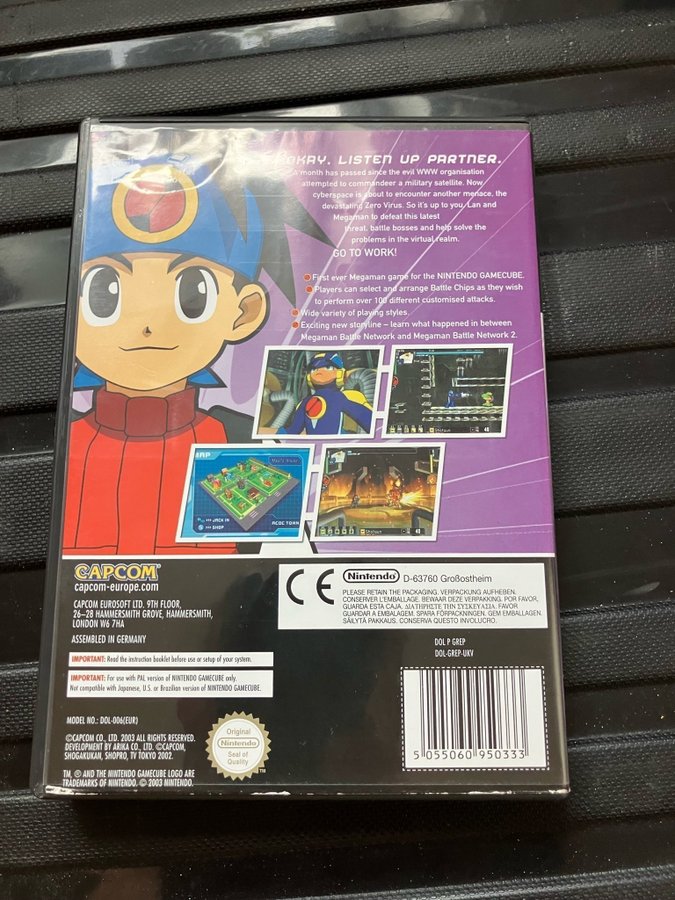 OKAY, LISTEN UP PARTNER.
A month has passed since the evil WWW organisation
attempted to commandeer a military satellite. Now
cyberspace is about to encounter another menace, the
devastating Zero Virus. So it's up to you, Lan and
Megaman to defeat this latest
threat, battle bosses and help solve the
problems in the virtual realm.
GO TO WORK!
First ever Megaman game for the NINTENDO GAMECUBE.
Players can select and arrange Battle Chips as they wish
to perform over 100 different customised attacks.
Wide variety of playing styles.
Exciting new storyline – learn what happened in between
Megaman Battle Network and Megaman Battle Network 2.
JACK IN
SHOP
ACDC TOWN
CAPCOM
capcom-europe.com
CAPCOM EUROSOFT LTD. 9TH FLOOR,
26–28 HAMMERSMITH GROVE, HAMMERSMITH,
LONDON W6 7HA
ASSEMBLED IN GERMANY
CE
Nintendo D-63760 Großostheim
PLEASE RETAIN THE PACKAGING. VERPACKUNG AUFHEBEN.
CONSERVER L'EMBALLAGE. BEWAAR DEZE VERPAKKING. POR FAVOR,
GUARDA ESTA CAJA. ΔΙΑΤΗΡΗΣΤΕ ΤΗΝ ΣΥΣΚΕΥΑΣΙΑ. FAVOR
GUARDAR A EMBALAGEM. SPARA FÖRPACKNINGEN. GEM EMBALLAGEN.
SÄILYTÄ PAKKAUS. CONSERVA QUESTO INVOLUCRO.
DOL P GREP
DOL-GREP-UKV
IMPORTANT: Read the instruction booklet before use or setup of your system.
IMPORTANT: For use with PAL version of NINTENDO GAMECUBE only.
Not compatible with Japanese, U.S. or Brazilian version of NINTENDO GAMECUBE.
MODEL NO.: DOL-006(EUR)
©CAPCOM CO., LTD. 2003 ALL RIGHTS RESERVED.
DEVELOPMENT BY ARIKA CO., LTD. ©CAPCOM,
SHOGAKUKAN, SHOPRO, TV TOKYO 2002.
TM, ® AND THE NINTENDO GAMECUBE LOGO ARE
TRADEMARKS OF NINTENDO. © 2003 NINTENDO.
Original
Nintendo
Seal of
Quality
TM
5 055060 950333